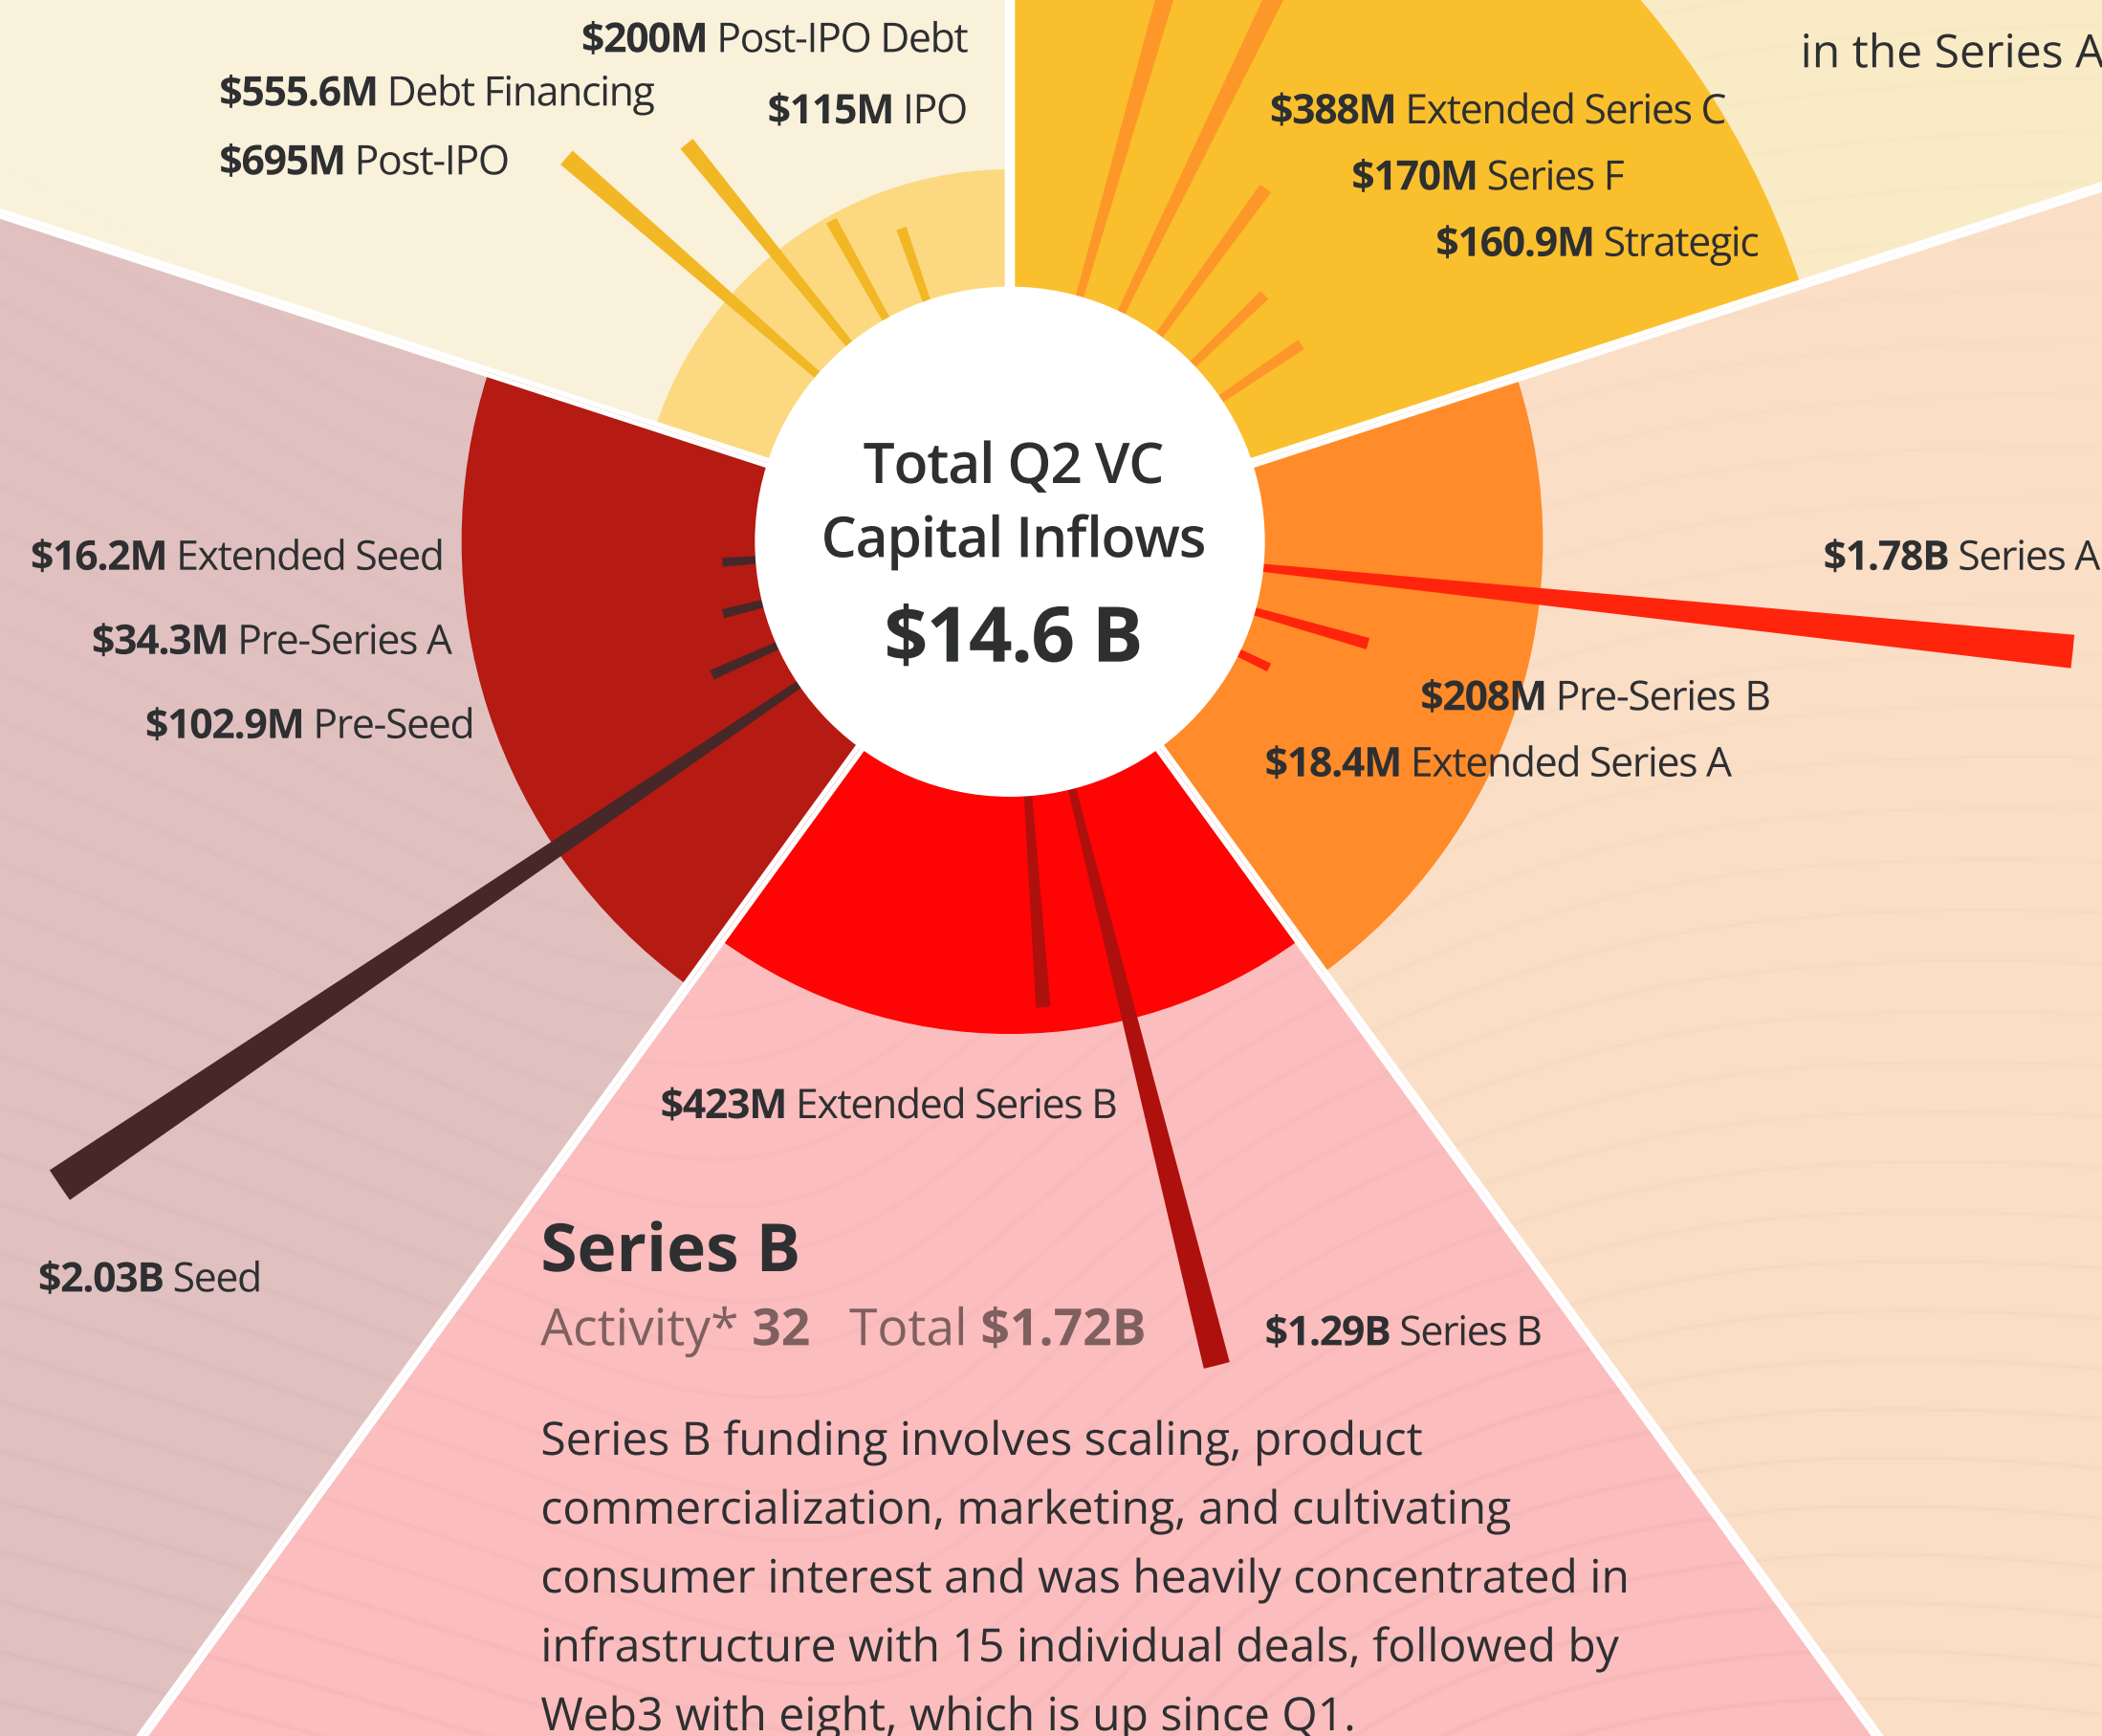 $200M Post-IPO Debt
$555.6M Debt Financing
$115M IPO
$695M Post-IPO
in the Series A
$388M Extended Series C
$170M Series F
$160.9M Strategic
Total Q2 VC
Capital Inflows
$14.6 B
$16.2M Extended Seed
$34.3M Pre-Series A
$102.9M Pre-Seed
$2.03B Seed
$1.78B Series A
$208M Pre-Series B
$18.4M Extended Series A
$423M Extended Series B
$1.29B Series B
Series B
Activity* 32 Total $1.72B
Series B funding involves scaling, product
commercialization, marketing, and cultivating
consumer interest and was heavily concentrated in
infrastructure with 15 individual deals, followed by
Web3 with eight, which is up since Q1.